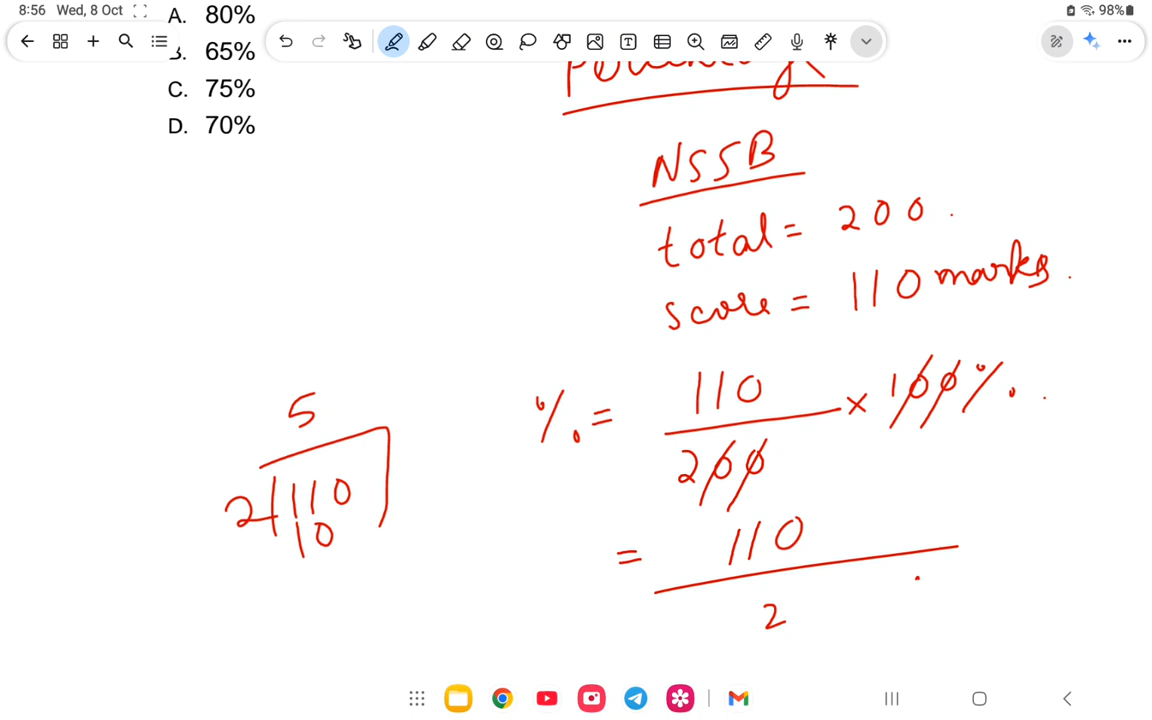 8:56 Wed, 8 Oct
98%
A. 80%
B. 65%
C. 75%
D. 70%
Percentage
NSSB
total = 200.
score = 110 marks.
% = 110 / 200 × 100%.
= 110 / 2
5
2 | 110
10